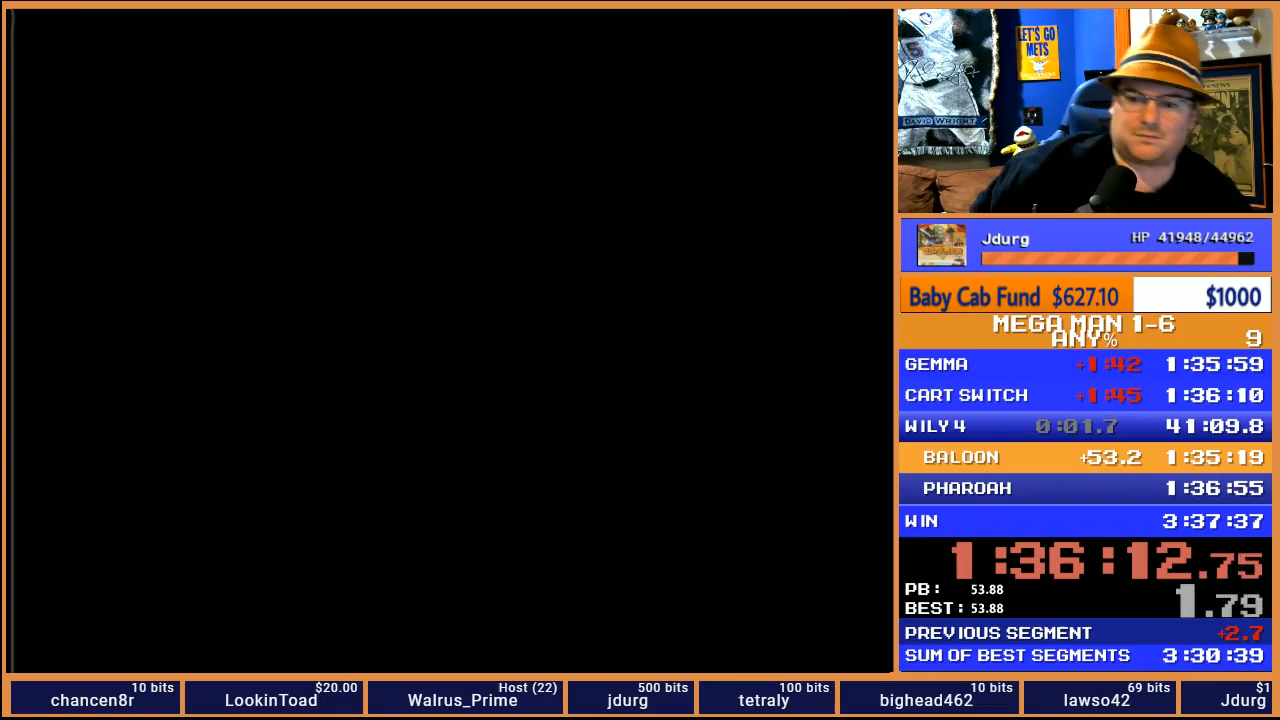 LET'S GO
METS
DAVID WRIGHT
Jdurg HP 41948/44962
Baby Cab Fund $627.10 $1000
MEGA MAN 1-6
ANY% 9
GEMMA +1:42 1:35:59
CART SWITCH +1:45 1:36:10
WILY 4 0:01.7 41:09.8
BALOON +53.2 1:35:19
PHAROAH 1:36:55
WIN 3:37:37
1:36:12.75
PB: 53.88
BEST: 53.88
1.79
PREVIOUS SEGMENT +2.7
SUM OF BEST SEGMENTS 3:30:39
10 bits
chancen8r
$20.00
LookinToad
Host (22)
Walrus_Prime
500 bits
jdurg
100 bits
tetraly
10 bits
bighead462
69 bits
lawso42
$1
Jdurg